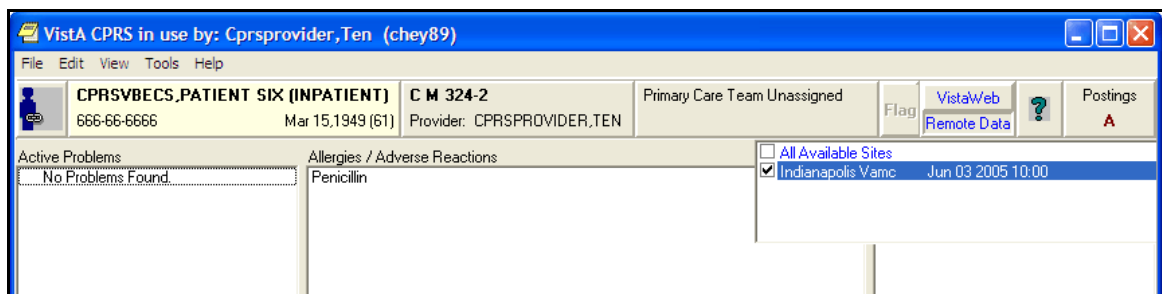 VistA CPRS in use by: Cprsprovider,Ten (chey89)
File Edit View Tools Help
CPRSVBECS,PATIENT SIX (INPATIENT)
666-66-6666 Mar 15,1949 (61)
C M 324-2
Provider: CPRSPROVIDER,TEN
Primary Care Team Unassigned
Flag
VistaWeb
Remote Data
?
Postings
A
Active Problems
No Problems Found.
Allergies / Adverse Reactions
Penicillin
All Available Sites
Indianapolis Vamc Jun 03 2005 10:00